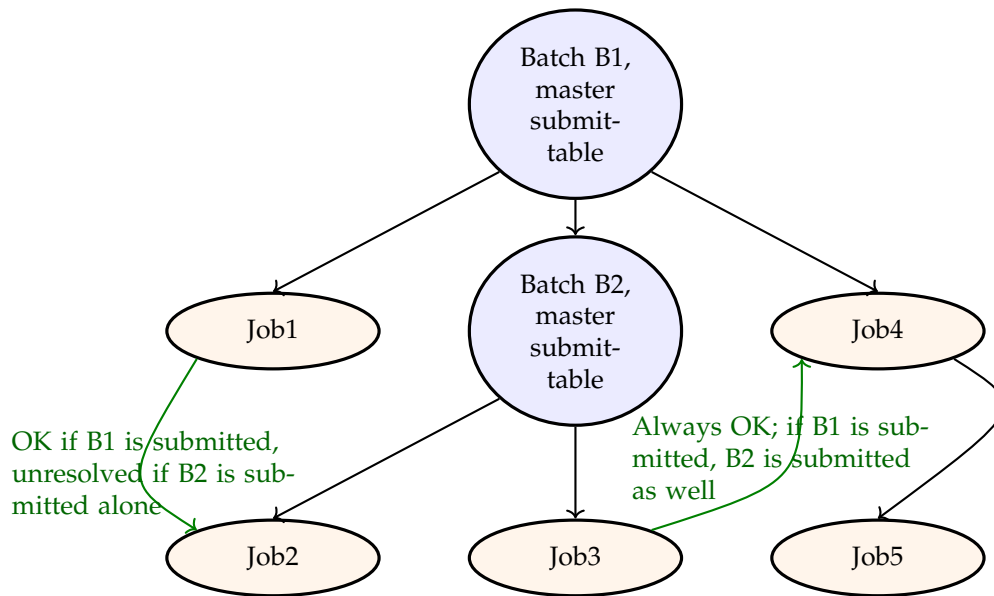 Batch B1,
master
submit-
table
Batch B2,
master
submit-
table
Job1
Job4
OK if B1 is submitted,
unresolved if B2 is sub-
mitted alone
Always OK; if B1 is sub-
mitted, B2 is submitted
as well
Job2
Job3
Job5